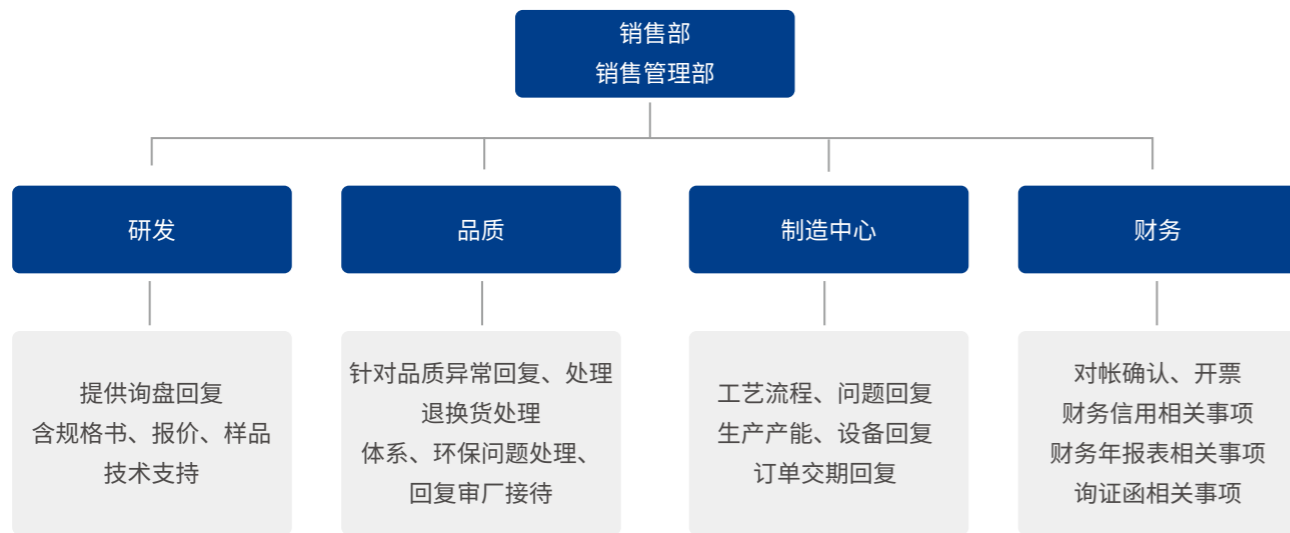 销售部
销售管理部
研发
品质
制造中心
财务
提供询盘回复
含规格书、报价、样品
技术支持
针对品质异常回复、处理
退换货处理
体系、环保问题处理、
回复审厂接待
工艺流程、问题回复
生产产能、设备回复
订单交期回复
对帐确认、开票
财务信用相关事项
财务年报表相关事项
询证函相关事项